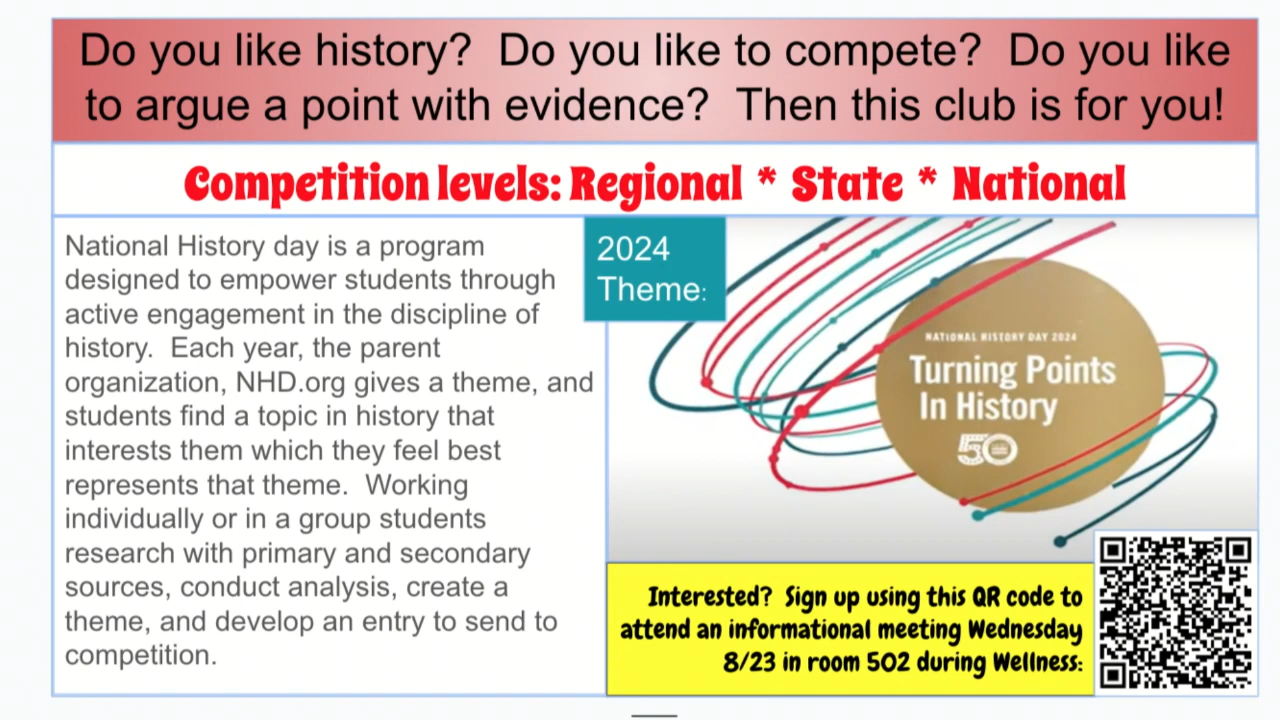 Do you like history?  Do you like to compete?  Do you like
to argue a point with evidence?  Then this club is for you!
Competition levels: Regional * State * National
National History day is a program
designed to empower students through
active engagement in the discipline of
history.  Each year, the parent
organization, NHD.org gives a theme, and
students find a topic in history that
interests them which they feel best
represents that theme.  Working
individually or in a group students
research with primary and secondary
sources, conduct analysis, create a
theme, and develop an entry to send to
competition.
2024
Theme:
NATIONAL HISTORY DAY 2024
Turning Points
In History
50
Interested?  Sign up using this QR code to
attend an informational meeting Wednesday
8/23 in room 502 during Wellness: